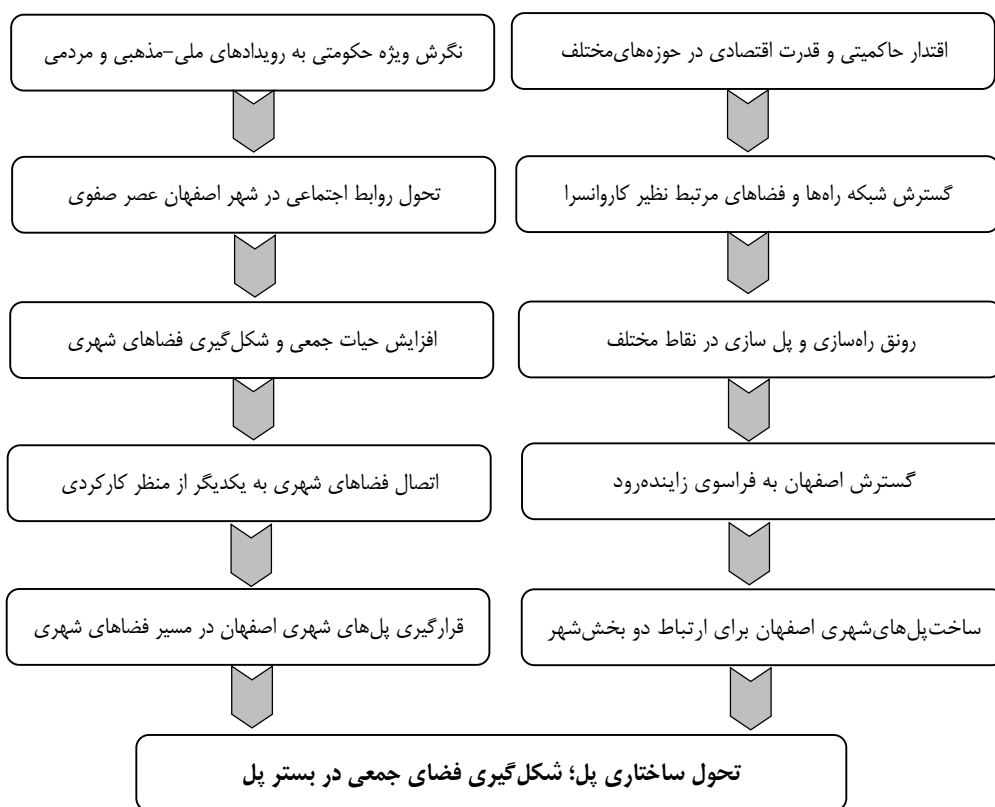 اقتدار حاکمیتی و قدرت اقتصادی در حوزه‌های‌مختلف
گسترش شبکه راه‌ها و فضاهای مرتبط نظیر کاروانسرا
رونق راه‌سازی و پل سازی در نقاط مختلف
گسترش اصفهان به فراسوی زاینده‌رود
ساخت‌پل‌های‌شهری اصفهان برای ارتباط دو بخش‌شهر
نگرش ویژه حکومتی به رویدادهای ملی-مذهبی و مردمی
تحول روابط اجتماعی در شهر اصفهان عصر صفوی
افزایش حیات جمعی و شکل‌گیری فضاهای شهری
اتصال فضاهای شهری به یکدیگر از منظر کارکردی
قرارگیری پل‌های شهری اصفهان در مسیر فضاهای شهری
تحول ساختاری پل؛ شکل‌گیری فضای جمعی در بستر پل